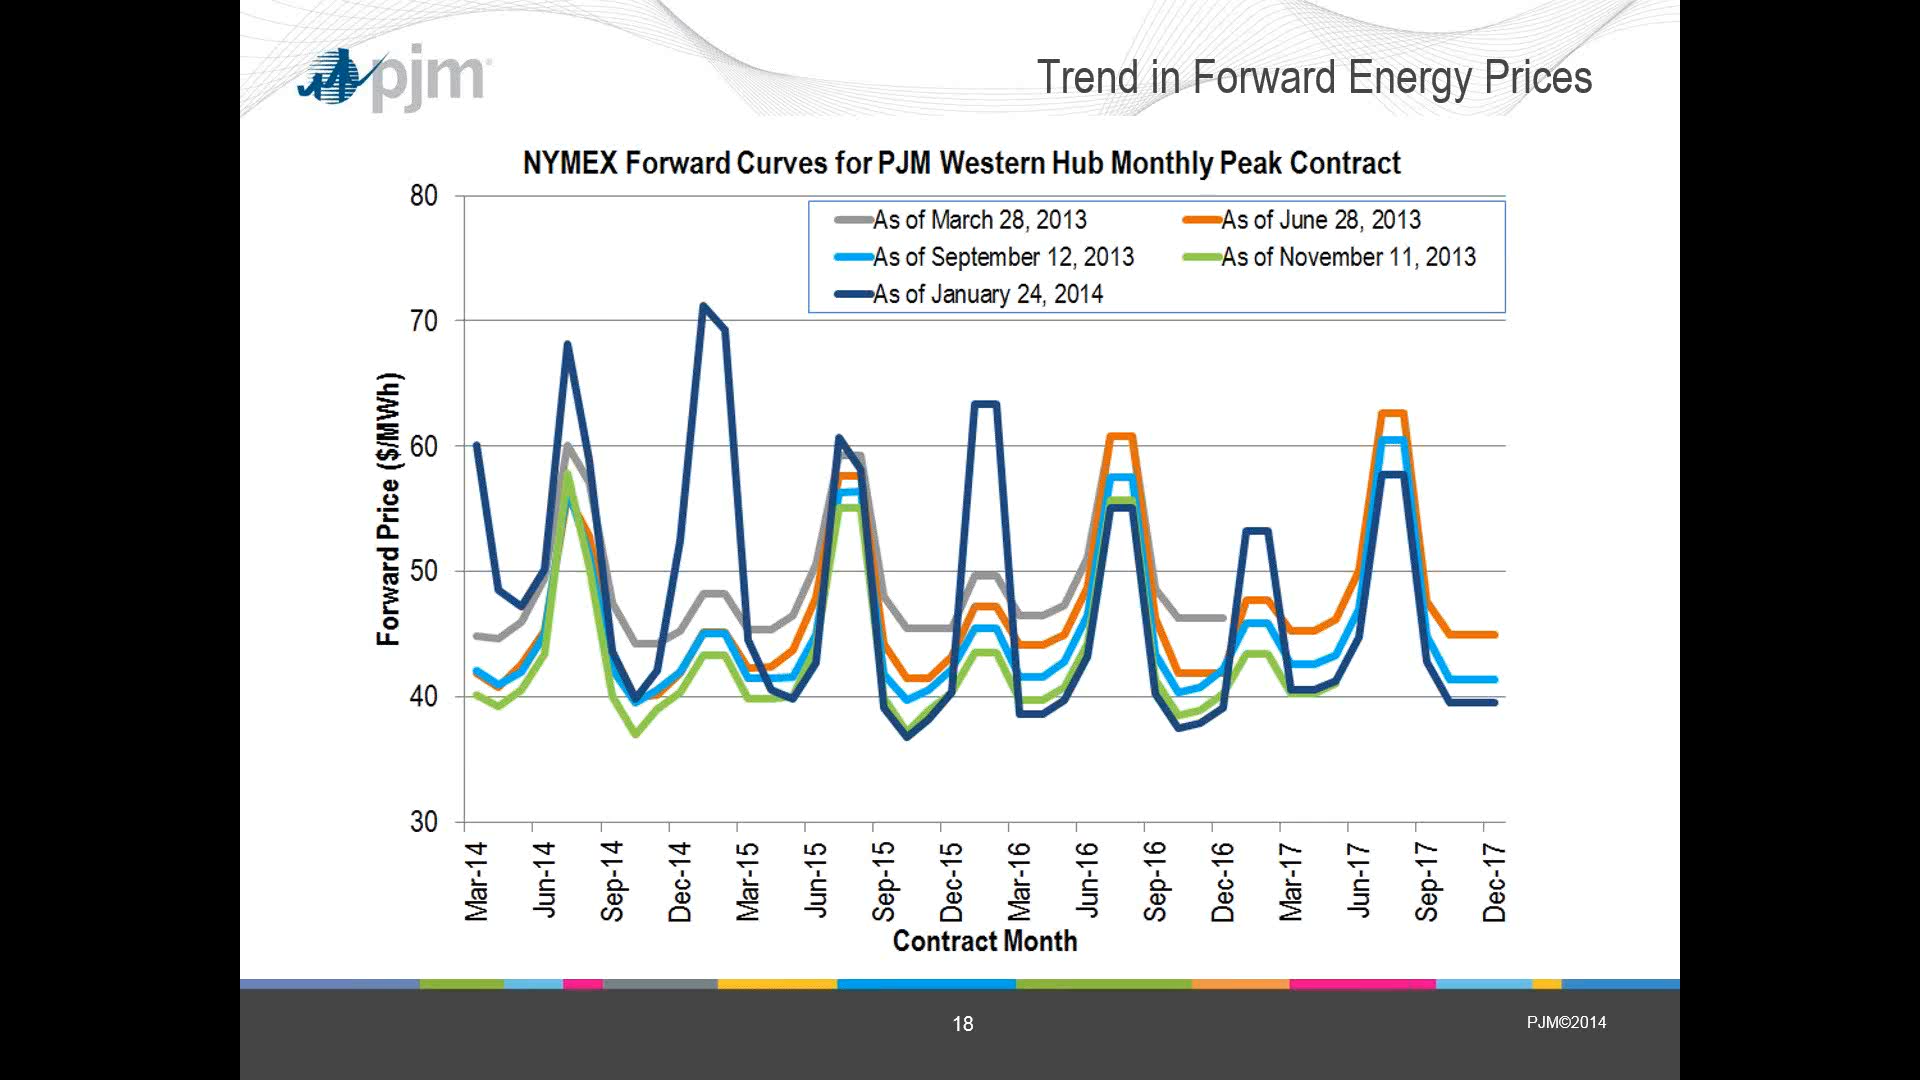 pjm
Trend in Forward Energy Prices
NYMEX Forward Curves for PJM Western Hub Monthly Peak Contract
As of March 28, 2013
As of June 28, 2013
As of September 12, 2013
As of November 11, 2013
As of January 24, 2014
Forward Price ($/MWh)
80
70
60
50
40
30
Mar-14
Jun-14
Sep-14
Dec-14
Mar-15
Jun-15
Sep-15
Dec-15
Mar-16
Jun-16
Sep-16
Dec-16
Mar-17
Jun-17
Sep-17
Dec-17
Contract Month
18
PJM©2014